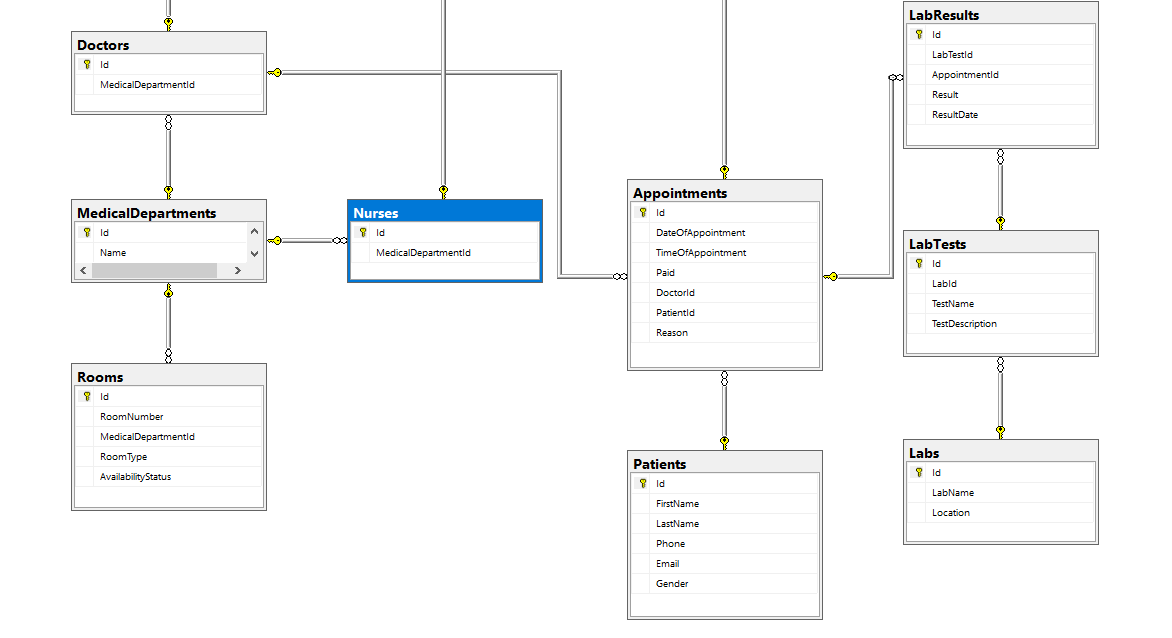 Doctors
Id
MedicalDepartmentId
MedicalDepartments
Id
Name
Rooms
Id
RoomNumber
MedicalDepartmentId
RoomType
AvailabilityStatus
Nurses
Id
MedicalDepartmentId
Appointments
Id
DateOfAppointment
TimeOfAppointment
Paid
DoctorId
PatientId
Reason
Patients
Id
FirstName
LastName
Phone
Email
Gender
LabResults
Id
LabTestId
AppointmentId
Result
ResultDate
LabTests
Id
LabId
TestName
TestDescription
Labs
Id
LabName
Location